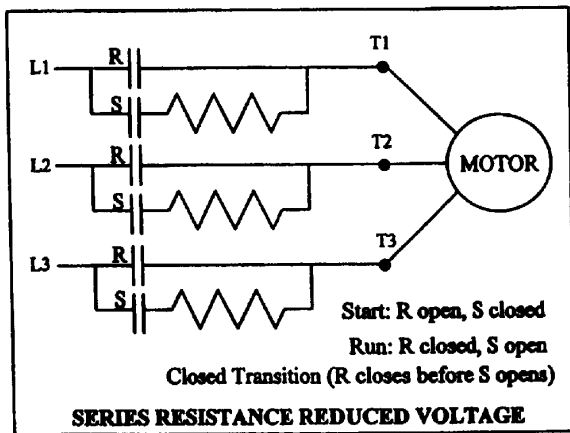 T1
L1 R
S
T2
L2 R
S
MOTOR
T3
L3 R
S
Start: R open, S closed
Run: R closed, S open
Closed Transition (R closes before S opens)
SERIES RESISTANCE REDUCED VOLTAGE